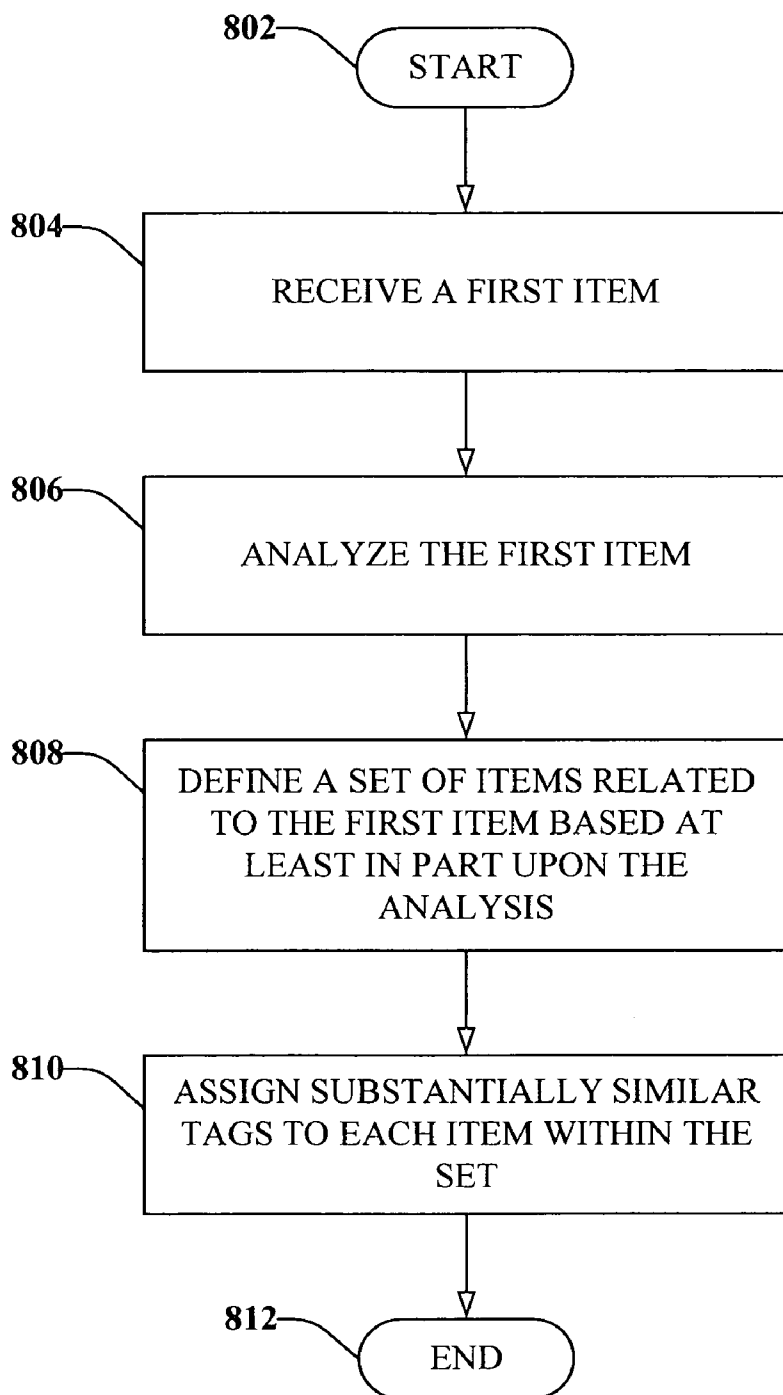 802
START
804
RECEIVE A FIRST ITEM
806
ANALYZE THE FIRST ITEM
808
DEFINE A SET OF ITEMS RELATED
TO THE FIRST ITEM BASED AT
LEAST IN PART UPON THE
ANALYSIS
810
ASSIGN SUBSTANTIALLY SIMILAR
TAGS TO EACH ITEM WITHIN THE
SET
812
END